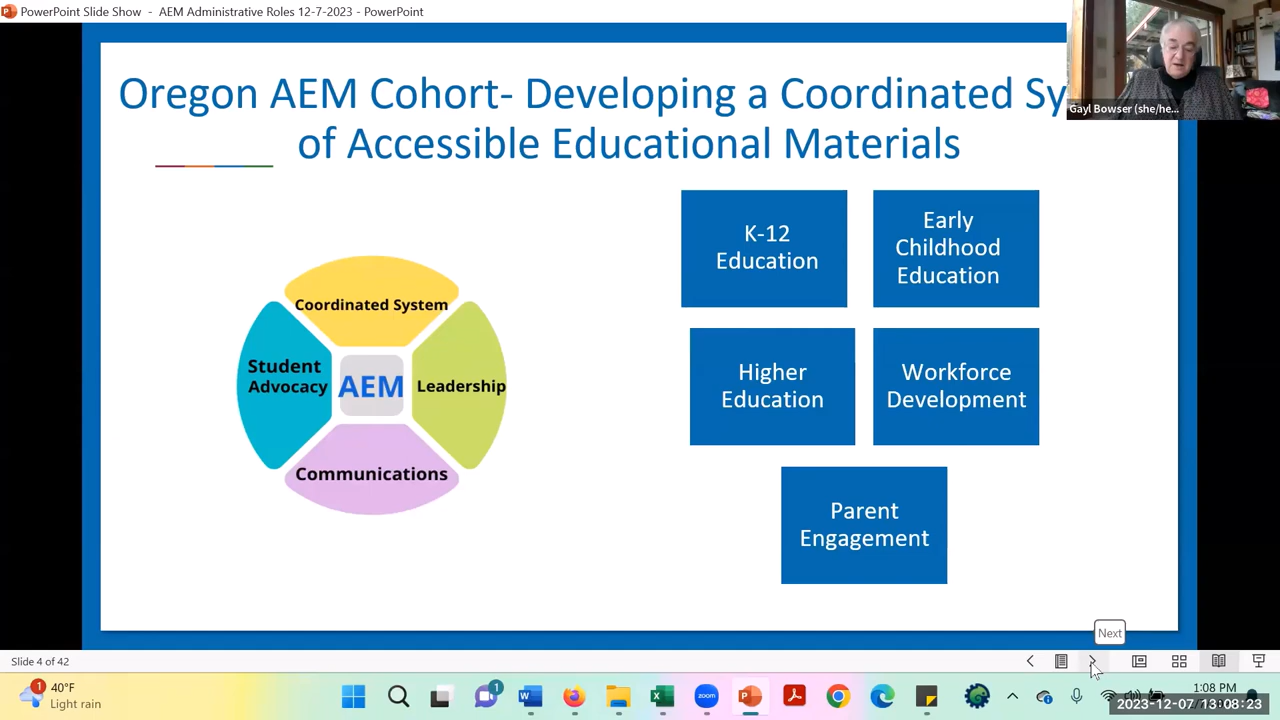 PowerPoint Slide Show - AEM Administrative Roles 12-7-2023 - PowerPoint
Oregon AEM Cohort- Developing a Coordinated Sy
of Accessible Educational Materials
Gayl Bowser (she/he...
Coordinated System
Student
Advocacy
AEM
Leadership
Communications
K-12
Education
Early
Childhood
Education
Higher
Education
Workforce
Development
Parent
Engagement
Next
Slide 4 of 42
1
40°F
Light rain
1
zoom
1:08 PM
2023-12-07 13:08:23